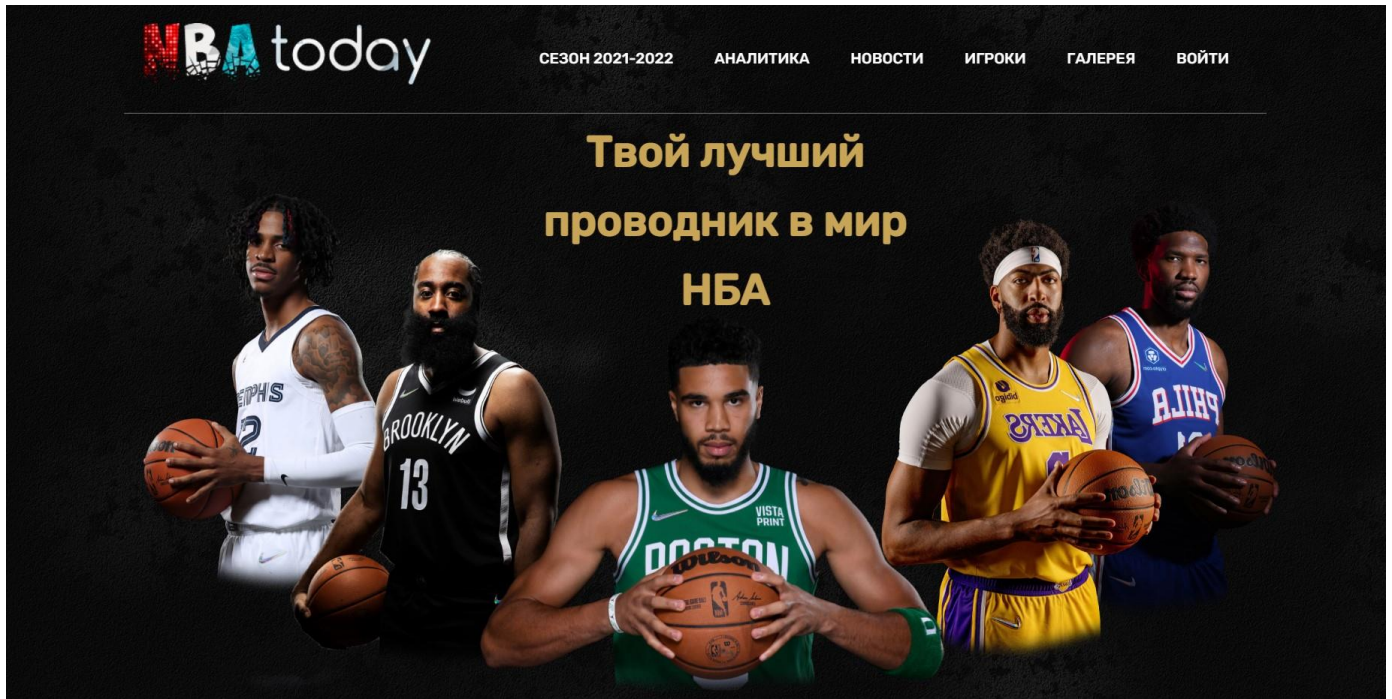 NBA today
СЕЗОН 2021-2022 АНАЛИТИКА НОВОСТИ ИГРОКИ ГАЛЕРЕЯ ВОЙТИ
Твой лучший
проводник в мир
НБА
BROOKLYN
13
VISTA
PRINT
BOSTON
Wilson
bibigo
LAKERS
PHILA